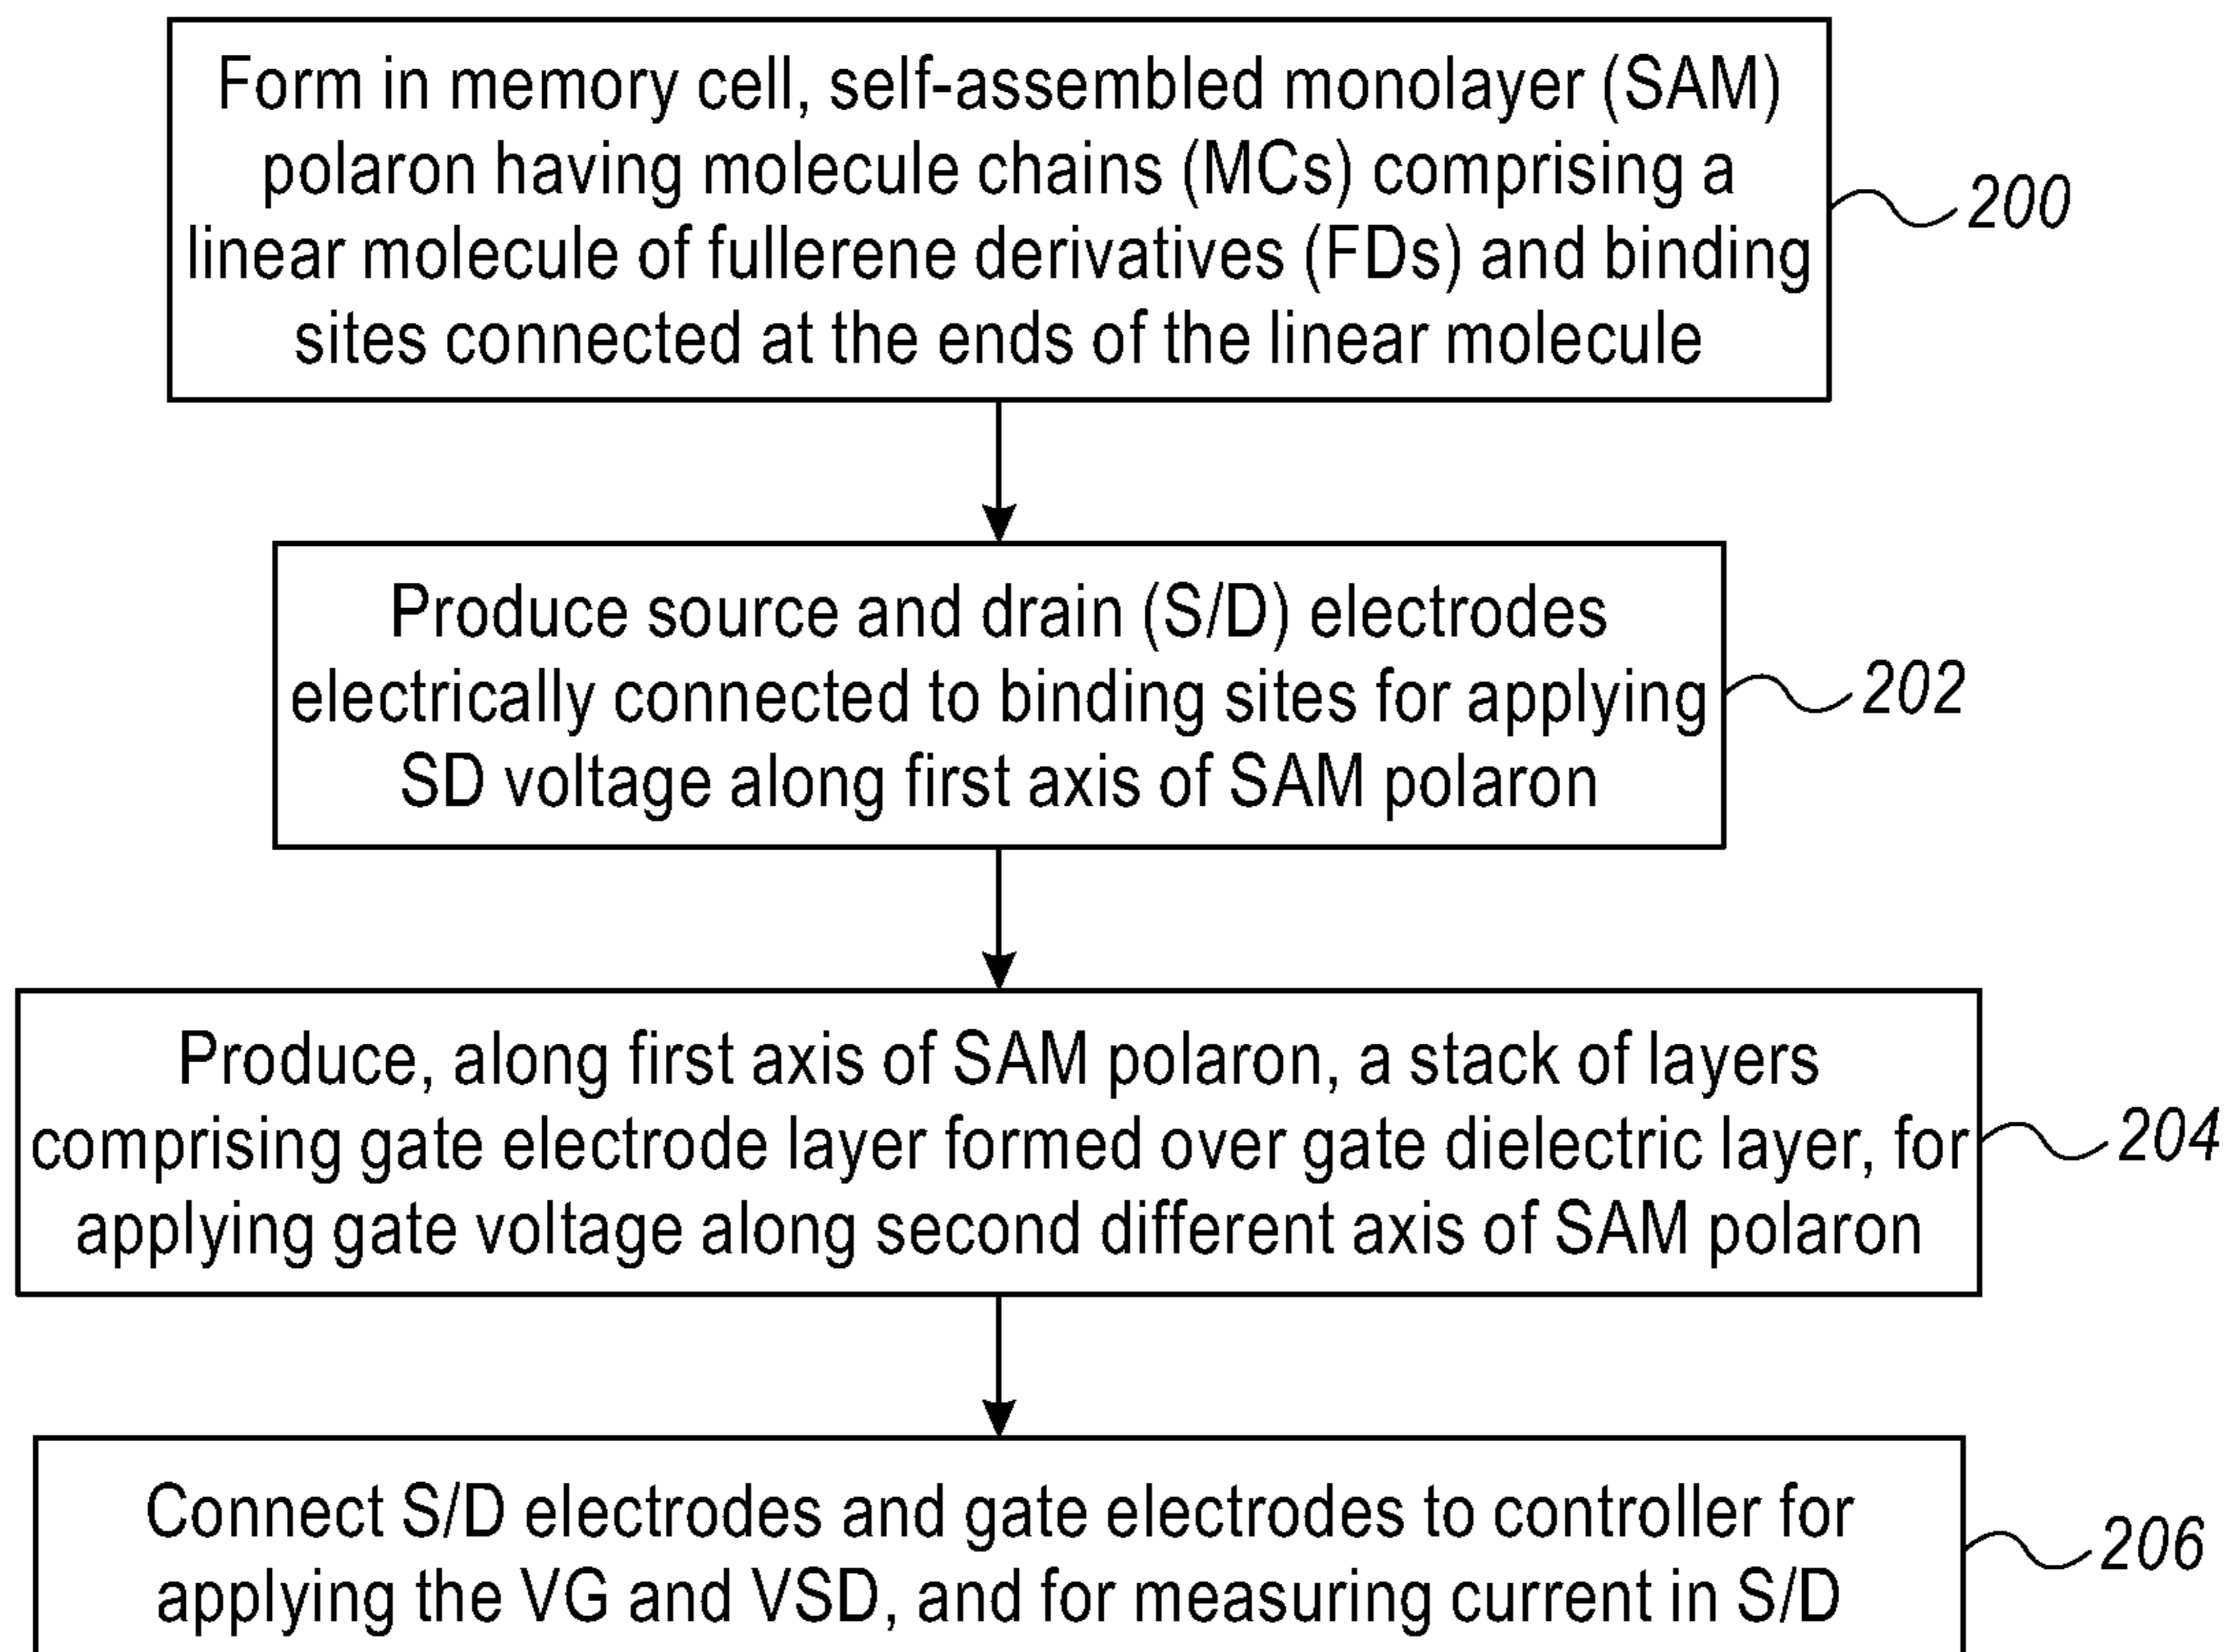 Form in memory cell, self-assembled monolayer (SAM)
polaron having molecule chains (MCs) comprising a
linear molecule of fullerene derivatives (FDs) and binding
sites connected at the ends of the linear molecule
200
Produce source and drain (S/D) electrodes
electrically connected to binding sites for applying
SD voltage along first axis of SAM polaron
202
Produce, along first axis of SAM polaron, a stack of layers
comprising gate electrode layer formed over gate dielectric layer, for
applying gate voltage along second different axis of SAM polaron
204
Connect S/D electrodes and gate electrodes to controller for
applying the VG and VSD, and for measuring current in S/D
206